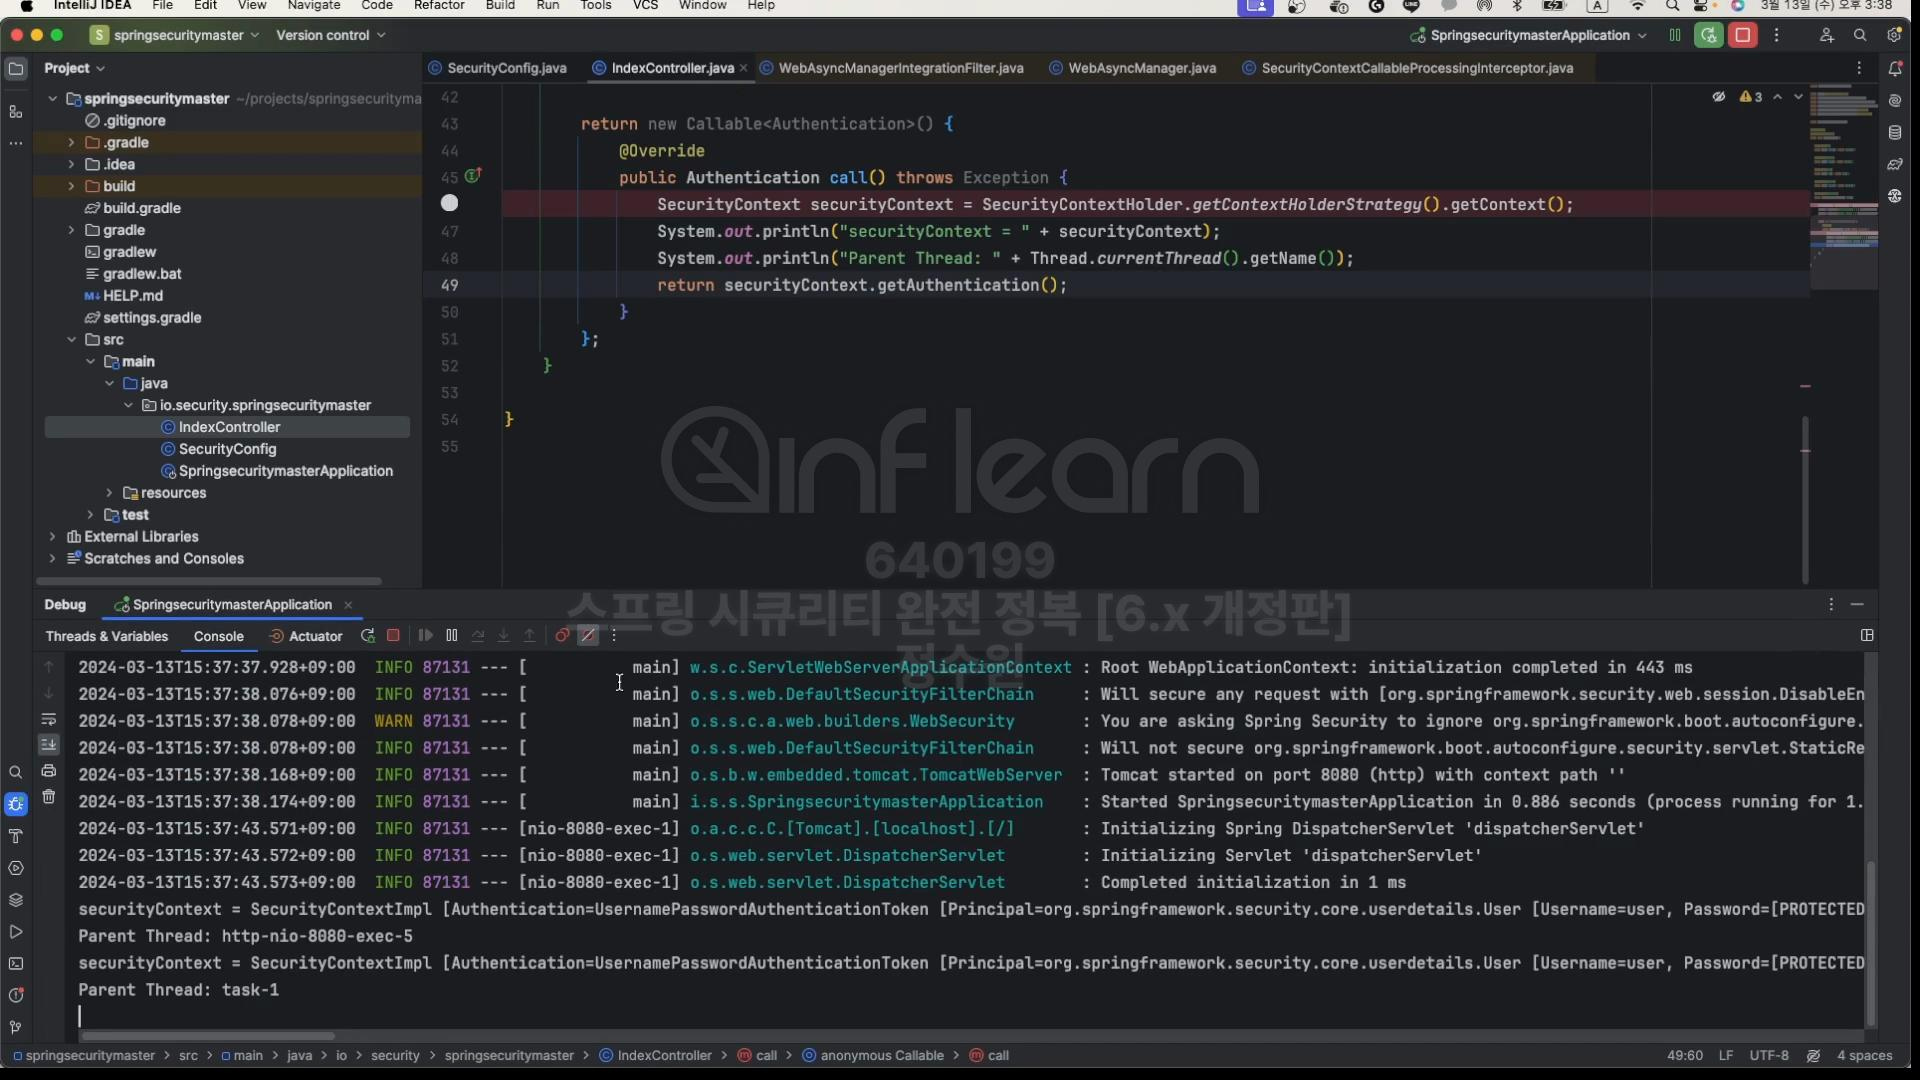 IntelliJ IDEA File Edit View Navigate Code Refactor Build Run Tools VCS Window Help A 3월 13일 (수) 오후 3:38
S springsecuritymaster Version control SpringsecuritymasterApplication
Project SecurityConfig.java IndexController.java WebAsyncManagerIntegrationFilter.java WebAsyncManager.java SecurityContextCallableProcessingInterceptor.java
springsecuritymaster ~/projects/springsecurityma
.gitignore
.gradle
.idea
build
build.gradle
gradle
gradlew
gradlew.bat
M↓ HELP.md
settings.gradle
src
main
java
io.security.springsecuritymaster
IndexController
SecurityConfig
SpringsecuritymasterApplication
resources
test
External Libraries
Scratches and Consoles
3
42
43 return new Callable<Authentication>() {
44 @Override
45 public Authentication call() throws Exception {
SecurityContext securityContext = SecurityContextHolder.getContextHolderStrategy().getContext();
47 System.out.println("securityContext = " + securityContext);
48 System.out.println("Parent Thread: " + Thread.currentThread().getName());
49 return securityContext.getAuthentication();
50 }
51 };
52 }
53
54 }
55
inflearn
640199
스프링 시큐리티 완전 정복 [6.x 개정판]
정수원
Debug SpringsecuritymasterApplication
Threads & Variables Console Actuator
2024-03-13T15:37:37.928+09:00 INFO 87131 --- [ main] w.s.c.ServletWebServerApplicationContext : Root WebApplicationContext: initialization completed in 443 ms
2024-03-13T15:37:38.076+09:00 INFO 87131 --- [ main] o.s.s.web.DefaultSecurityFilterChain : Will secure any request with [org.springframework.security.web.session.DisableEn
2024-03-13T15:37:38.078+09:00 WARN 87131 --- [ main] o.s.s.c.a.web.builders.WebSecurity : You are asking Spring Security to ignore org.springframework.boot.autoconfigure.
2024-03-13T15:37:38.078+09:00 INFO 87131 --- [ main] o.s.s.web.DefaultSecurityFilterChain : Will not secure org.springframework.boot.autoconfigure.security.servlet.StaticRe
2024-03-13T15:37:38.168+09:00 INFO 87131 --- [ main] o.s.b.w.embedded.tomcat.TomcatWebServer : Tomcat started on port 8080 (http) with context path ''
2024-03-13T15:37:38.174+09:00 INFO 87131 --- [ main] i.s.s.SpringsecuritymasterApplication : Started SpringsecuritymasterApplication in 0.886 seconds (process running for 1.
2024-03-13T15:37:43.571+09:00 INFO 87131 --- [nio-8080-exec-1] o.a.c.c.C.[Tomcat].[localhost].[/] : Initializing Spring DispatcherServlet 'dispatcherServlet'
2024-03-13T15:37:43.572+09:00 INFO 87131 --- [nio-8080-exec-1] o.s.web.servlet.DispatcherServlet : Initializing Servlet 'dispatcherServlet'
2024-03-13T15:37:43.573+09:00 INFO 87131 --- [nio-8080-exec-1] o.s.web.servlet.DispatcherServlet : Completed initialization in 1 ms
securityContext = SecurityContextImpl [Authentication=UsernamePasswordAuthenticationToken [Principal=org.springframework.security.core.userdetails.User [Username=user, Password=[PROTECTED
Parent Thread: http-nio-8080-exec-5
securityContext = SecurityContextImpl [Authentication=UsernamePasswordAuthenticationToken [Principal=org.springframework.security.core.userdetails.User [Username=user, Password=[PROTECTED
Parent Thread: task-1
springsecuritymaster > src > main > java > io > security > springsecuritymaster > IndexController > call > anonymous Callable > call 49:60 LF UTF-8 4 spaces